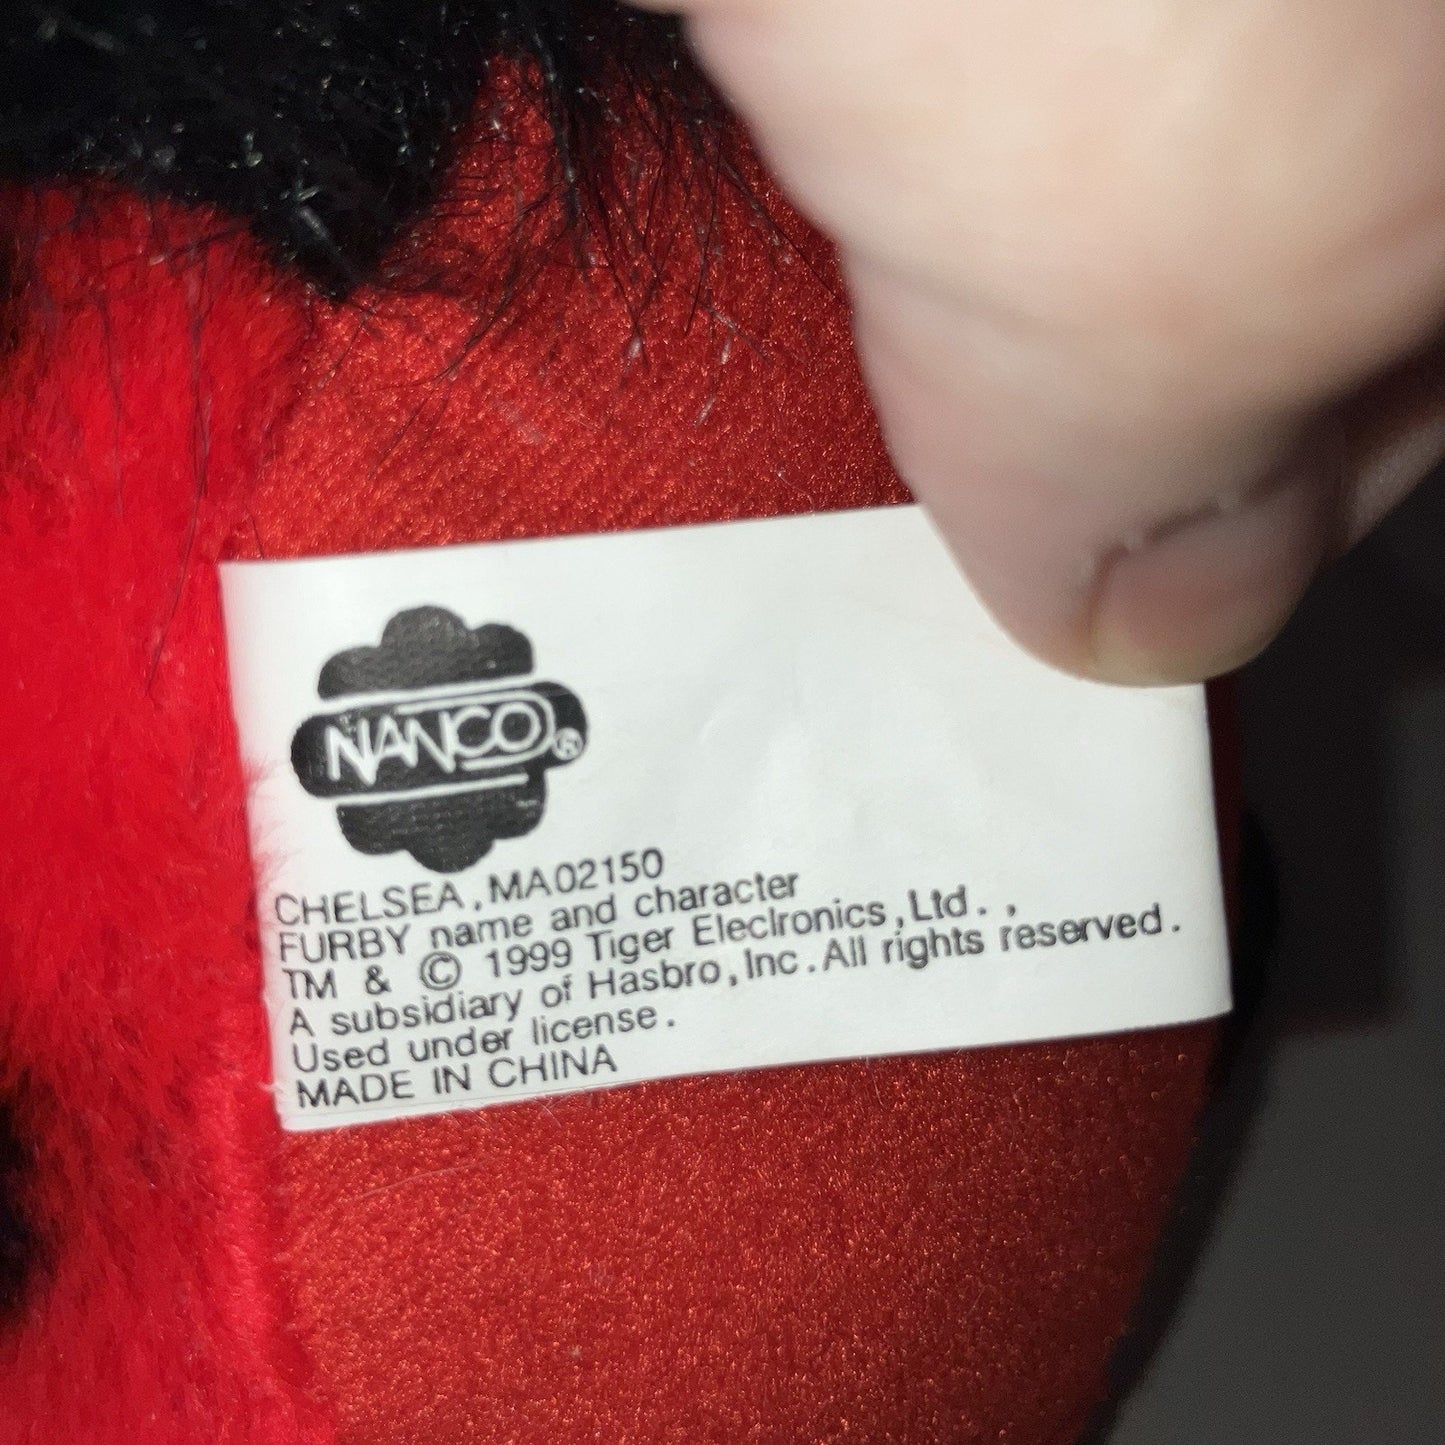 NANCO®
CHELSEA, MA02150
FURBY name and character
TM & © 1999 Tiger Eleclronics, Ltd. ,
A subsidiary of Hasbro, Inc. All rights reserved.
Used under license.
MADE IN CHINA